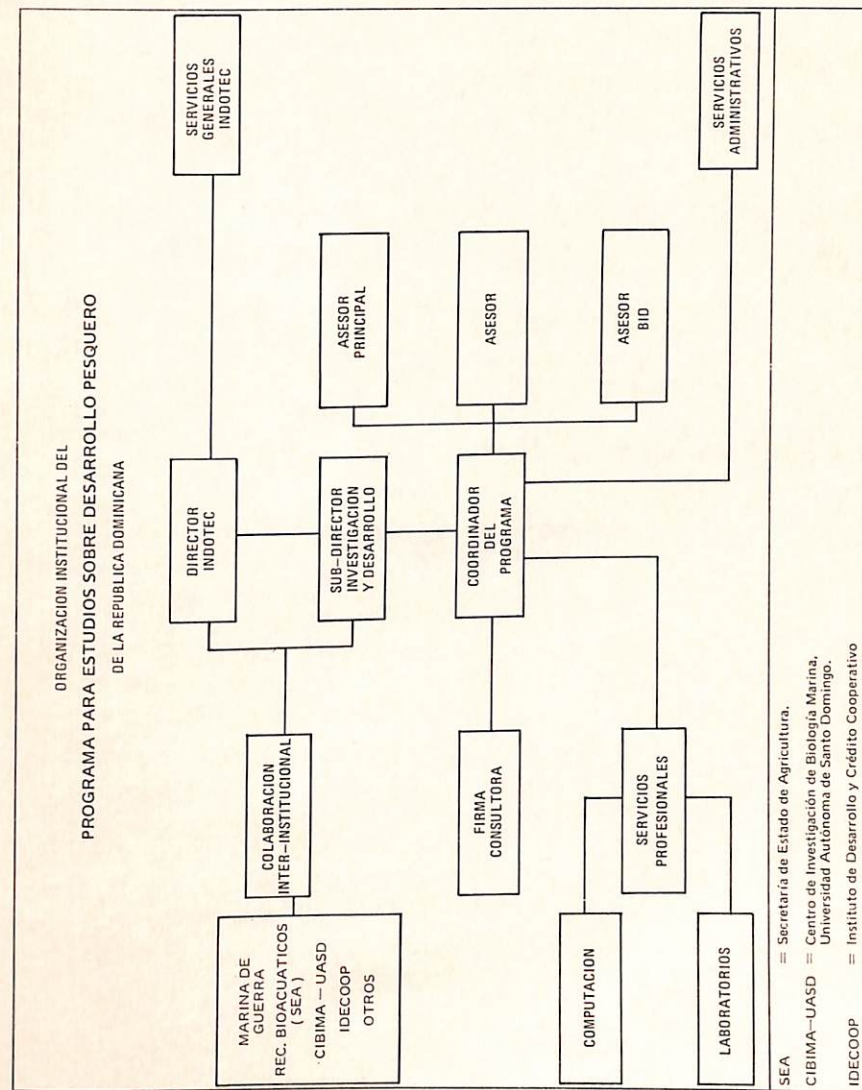 ORGANIZACION INSTITUCIONAL DEL
PROGRAMA PARA ESTUDIOS SOBRE DESARROLLO PESQUERO
DE LA REPUBLICA DOMINICANA
SERVICIOS
GENERALES
INDOTEC
DIRECTOR
INDOTEC
COLABORACION
INTER-INSTITUCIONAL
MARINA DE
GUERRA
REC. BIOACUATICOS
( SEA )
CIBIMA — UASD
IDECOOP
OTROS
SUB-DIRECTOR
INVESTIGACION
Y DESARROLLO
ASESOR
PRINCIPAL
FIRMA
CONSULTORA
COORDINADOR
DEL
PROGRAMA
ASESOR
ASESOR
BID
SERVICIOS
PROFESIONALES
COMPUTACION
LABORATORIOS
SERVICIOS
ADMINISTRATIVOS
SEA = Secretaría de Estado de Agricultura.
CIBIMA—UASD = Centro de Investigación de Biología Marina,
Universidad Autónoma de Santo Domingo.
IDECOOP = Instituto de Desarrollo y Crédito Cooperativo